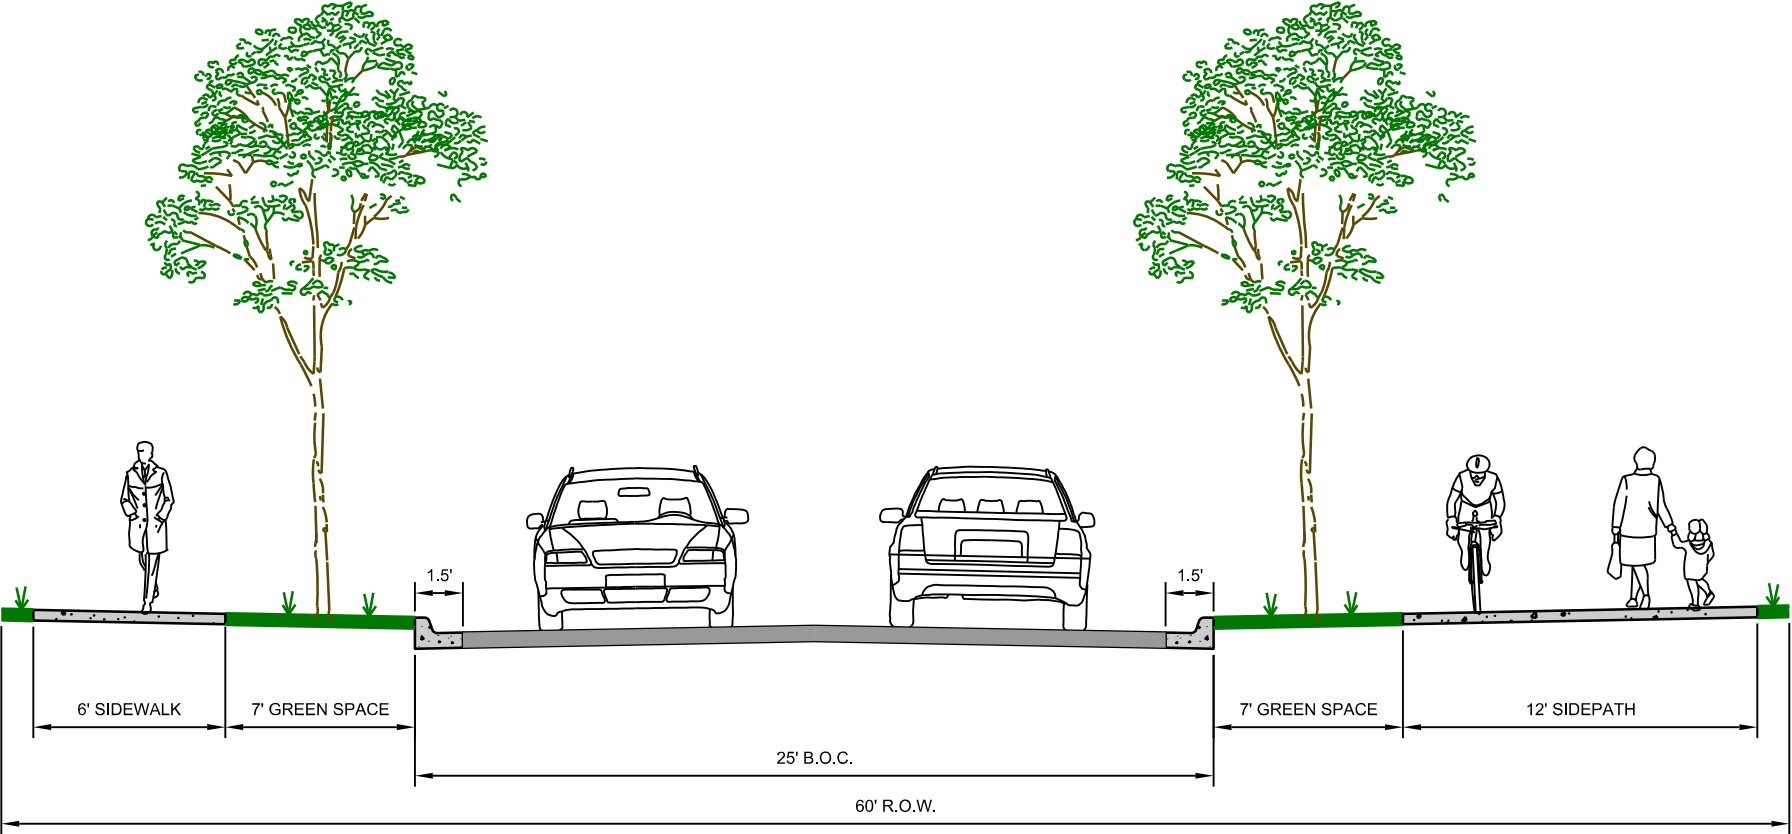 1.5'
1.5'
6' SIDEWALK
7' GREEN SPACE
7' GREEN SPACE
12' SIDEPATH
25' B.O.C.
60' R.O.W.